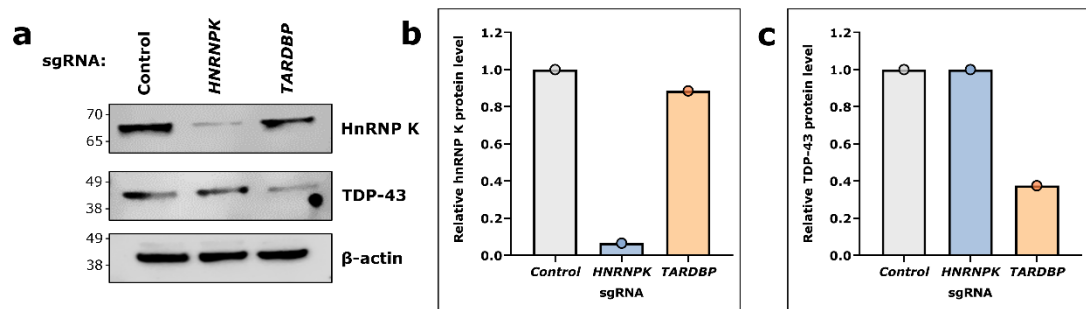 a
sgRNA:
Control
HNRNPK
TARDBP
70
65
HnRNP K
49
38
TDP-43
49
38
β-actin
b
Relative hnRNP K protein level
1.2
1.0
0.8
0.6
0.4
0.2
0.0
Control HNRNPK TARDBP
sgRNA
c
Relative TDP-43 protein level
1.2
1.0
0.8
0.6
0.4
0.2
0.0
Control HNRNPK TARDBP
sgRNA